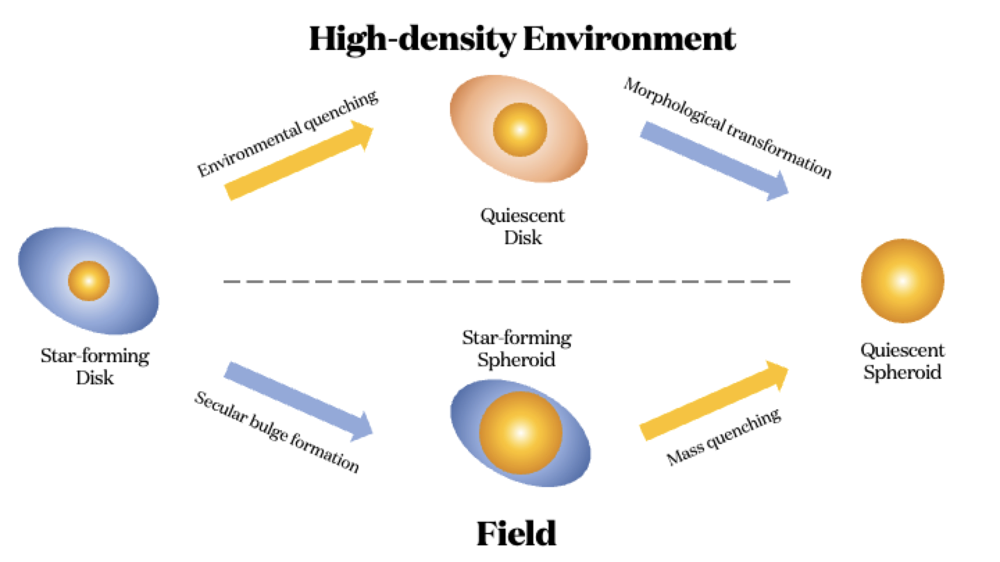 High-density Environment
Environmental quenching
Morphological transformation
Quiescent
Disk
Star-forming
Disk
Star-forming
Spheroid
Quiescent
Spheroid
Secular bulge formation
Mass quenching
Field